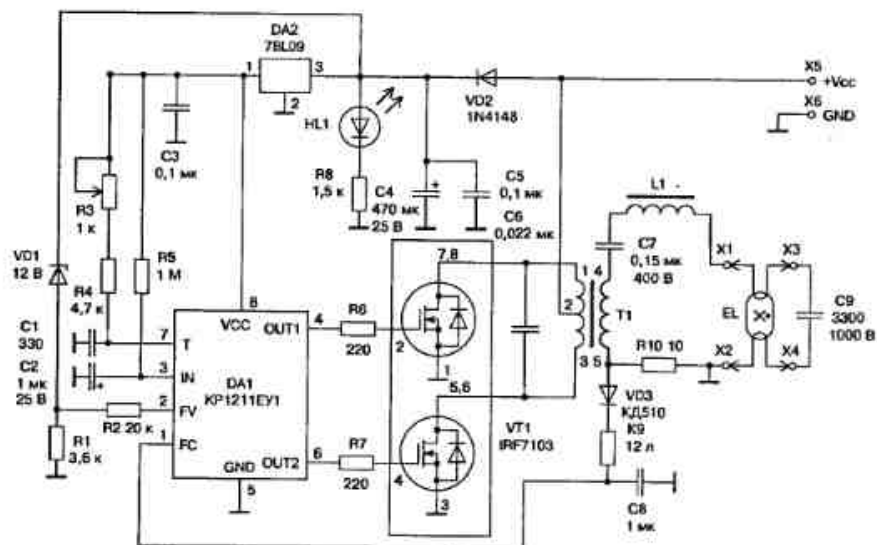 DA2
78L09
1
3
2
X5
+Vcc
X6
GND
VD2
1N4148
HL1
C3
0,1 мк
R8
1,5 к
C4
470 мк
25 В
C5
0,1 мк
C6
0,022 мк
L1
R3
1 к
VD1
12 В
R4
4,7 к
R5
1 М
C7
0,15 мк
400 В
X1
X3
7,8
1
4
2
T1
3
5
EL
C9
3300
1000 В
X2
X4
R10 10
C1
330
C2
1 мк
25 В
7
3
2
1
8
VCC
OUT1
T
IN
DA1
КР1211ЕУ1
FV
FC
GND
OUT2
5
4
6
R6
220
R7
220
2
1
5,6
4
3
VT1
IRF7103
R2 20 к
R1
3,6 к
VD3
КД510
K9
12 л
C8
1 мк